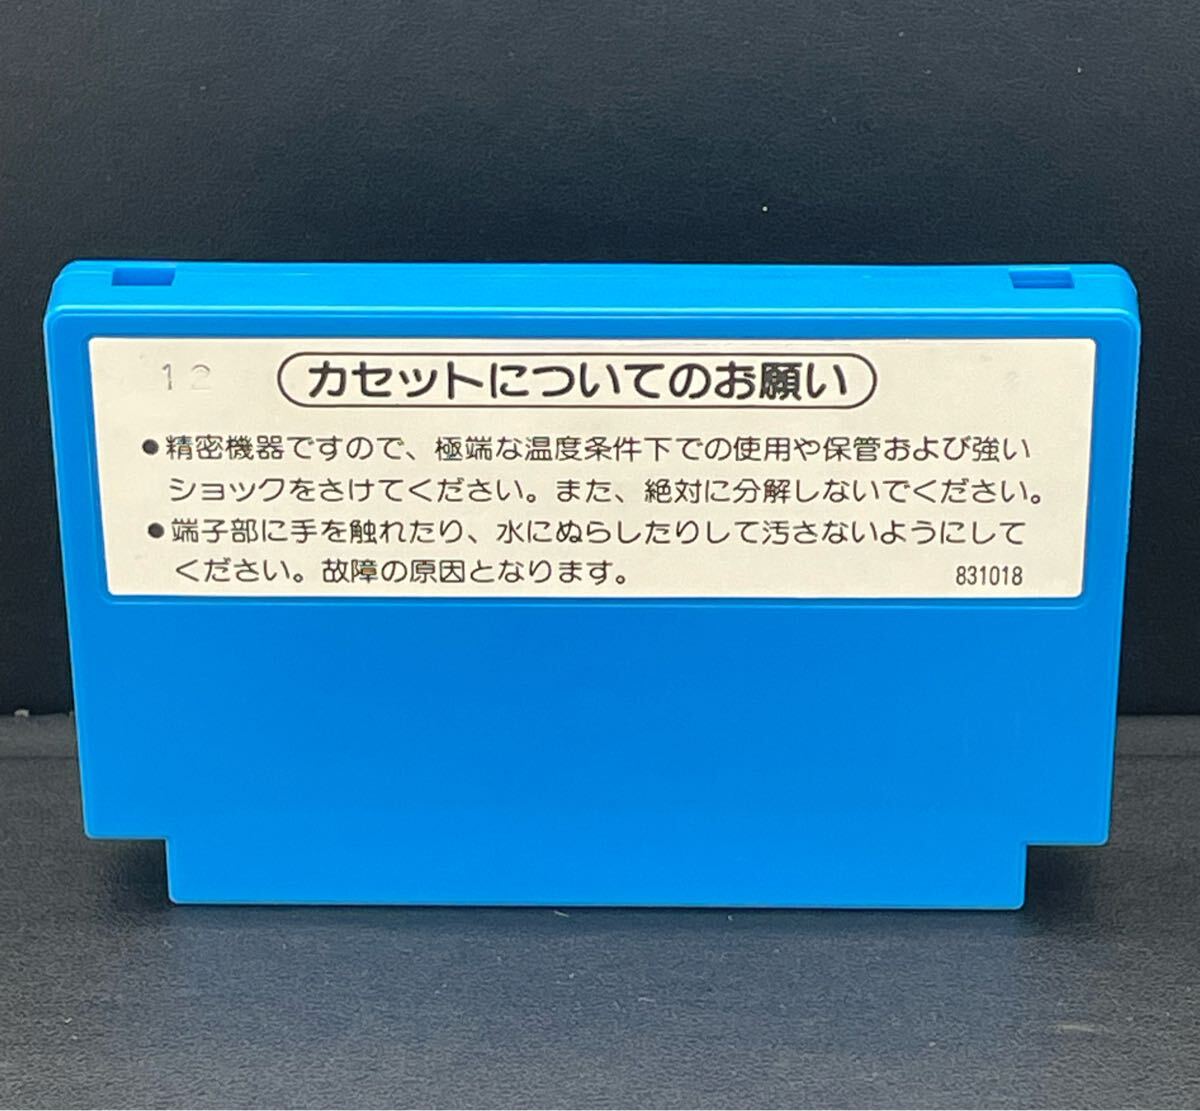 12
カセットについてのお願い
●精密機器ですので、極端な温度条件下での使用や保管および強い
ショックをさけてください。また、絶対に分解しないでください。
●端子部に手を触れたり、水にぬらしたりして汚さないようにして
ください。故障の原因となります。
831018